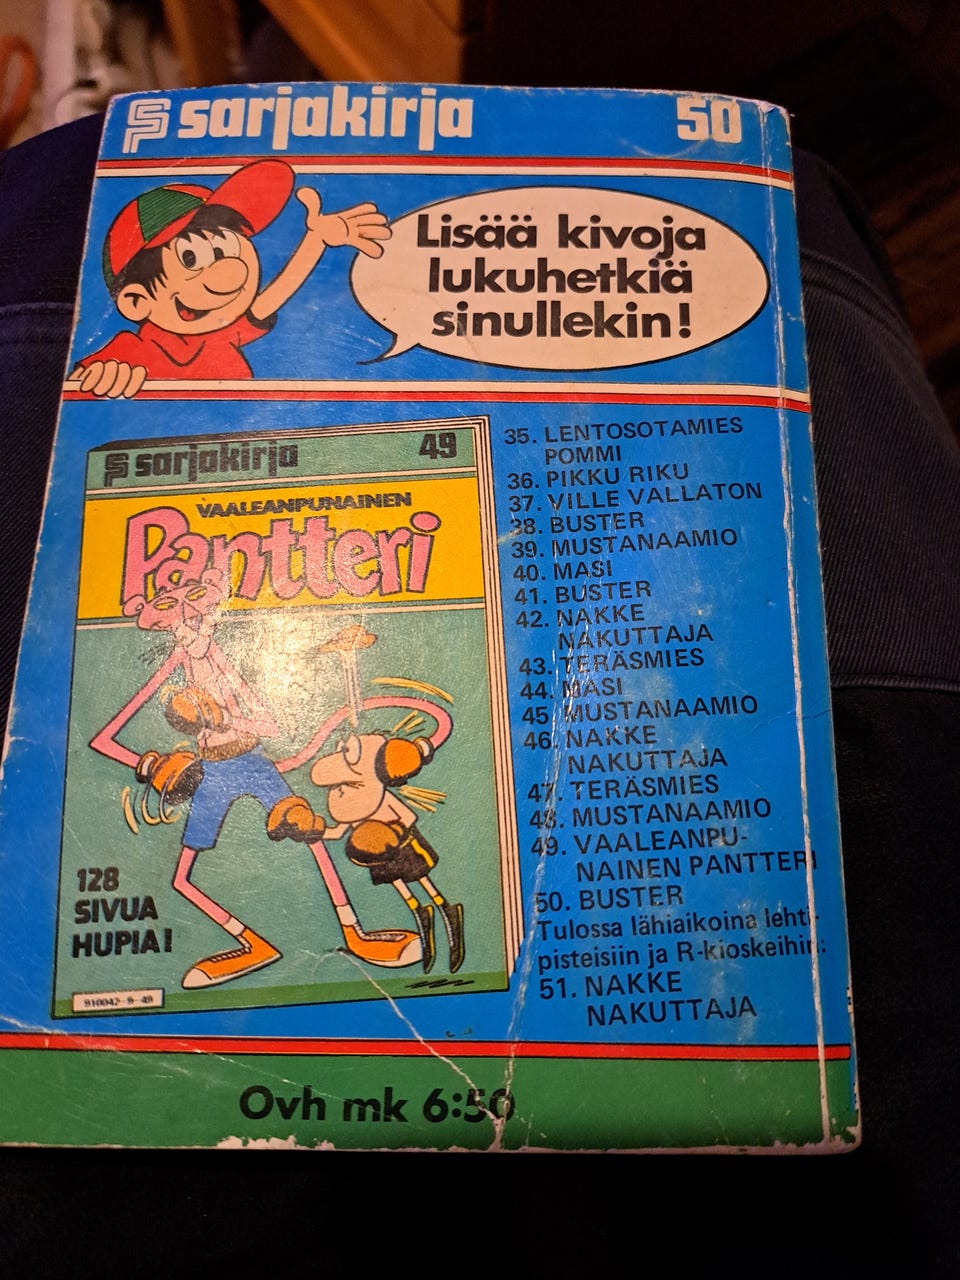 sarjakirja 50
Lisää kivoja
lukuhetkiä
sinullekin!
sarjakirja 49
VAALEANPUNAINEN
Pantteri
128
SIVUA
HUPIA!
910042-9-49
35. LENTOSOTAMIES
POMMI
36. PIKKU RIKU
37. VILLE VALLATON
38. BUSTER
39. MUSTANAAMIO
40. MASI
41. BUSTER
42. NAKKE
NAKUTTAJA
43. TERÄSMIES
44. MASI
45. MUSTANAAMIO
46. NAKKE
NAKUTTAJA
47. TERÄSMIES
48. MUSTANAAMIO
49. VAALEANPU-
NAINEN PANTTERI
50. BUSTER
Tulossa lähiaikoina lehti-
pisteisiin ja R-kioskeihin:
51. NAKKE
NAKUTTAJA
Ovh mk 6:50